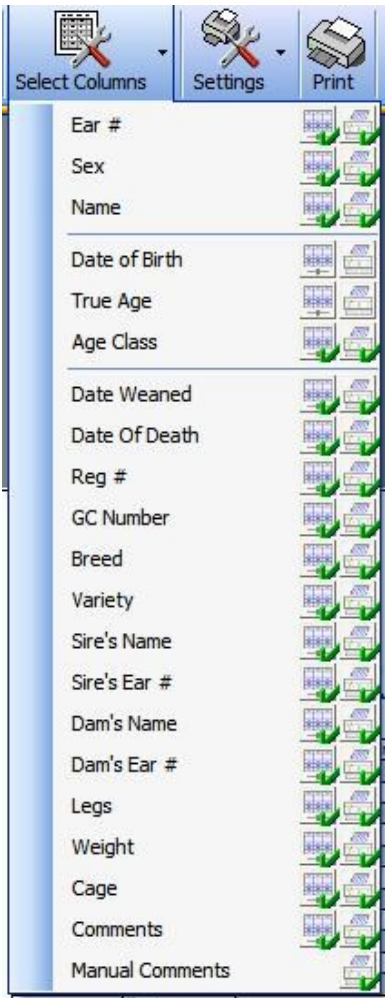 Select Columns Settings Print
Ear #
Sex
Name
Date of Birth
True Age
Age Class
Date Weaned
Date Of Death
Reg #
GC Number
Breed
Variety
Sire's Name
Sire's Ear #
Dam's Name
Dam's Ear #
Legs
Weight
Cage
Comments
Manual Comments